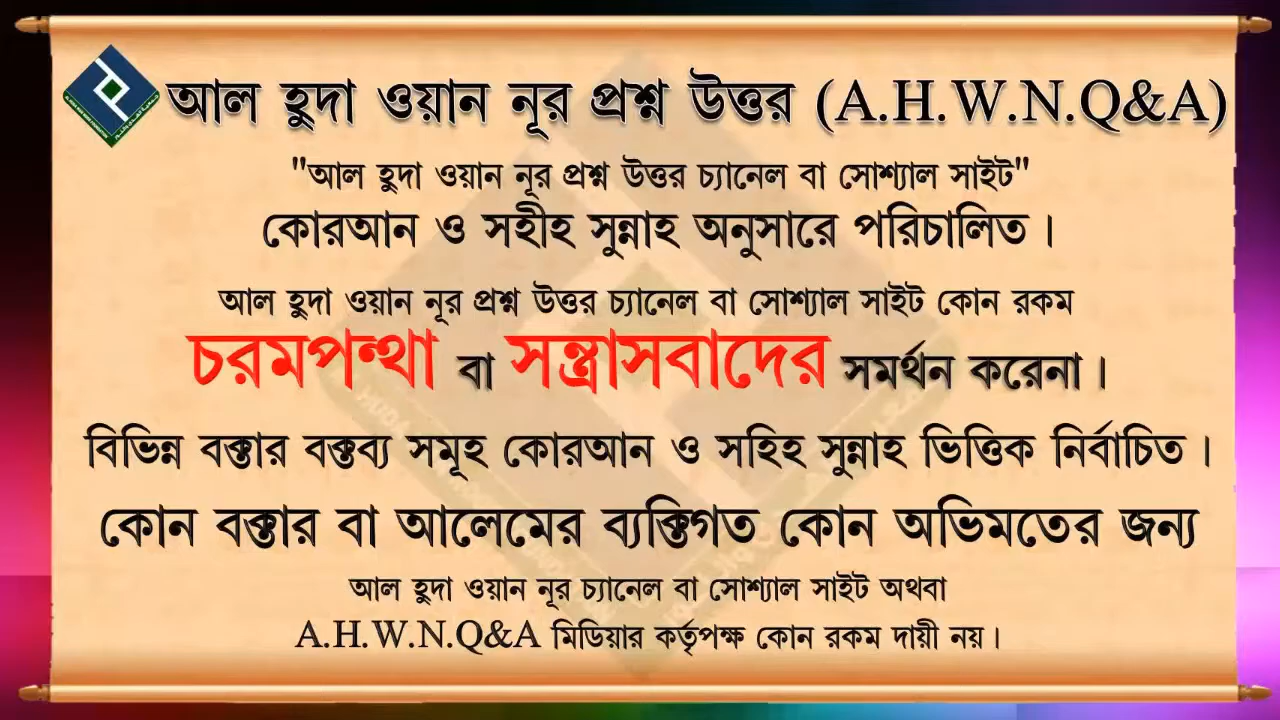 আল হুদা ওয়ান নূর প্রশ্ন উত্তর (A.H.W.N.Q&A)
"আল হুদা ওয়ান নূর প্রশ্ন উত্তর চ্যানেল বা সোশ্যাল সাইট"
কোরআন ও সহীহ সুন্নাহ অনুসারে পরিচালিত।
আল হুদা ওয়ান নূর প্রশ্ন উত্তর চ্যানেল বা সোশ্যাল সাইট কোন রকম
চরমপন্থা বা সন্ত্রাসবাদের সমর্থন করেনা।
বিভিন্ন বক্তার বক্তব্য সমূহ কোরআন ও সহিহ সুন্নাহ ভিত্তিক নির্বাচিত।
কোন বক্তার বা আলেমের ব্যক্তিগত কোন অভিমতের জন্য
আল হুদা ওয়ান নূর চ্যানেল বা সোশ্যাল সাইট অথবা
A.H.W.N.Q&A মিডিয়ার কর্তৃপক্ষ কোন রকম দায়ী নয়।